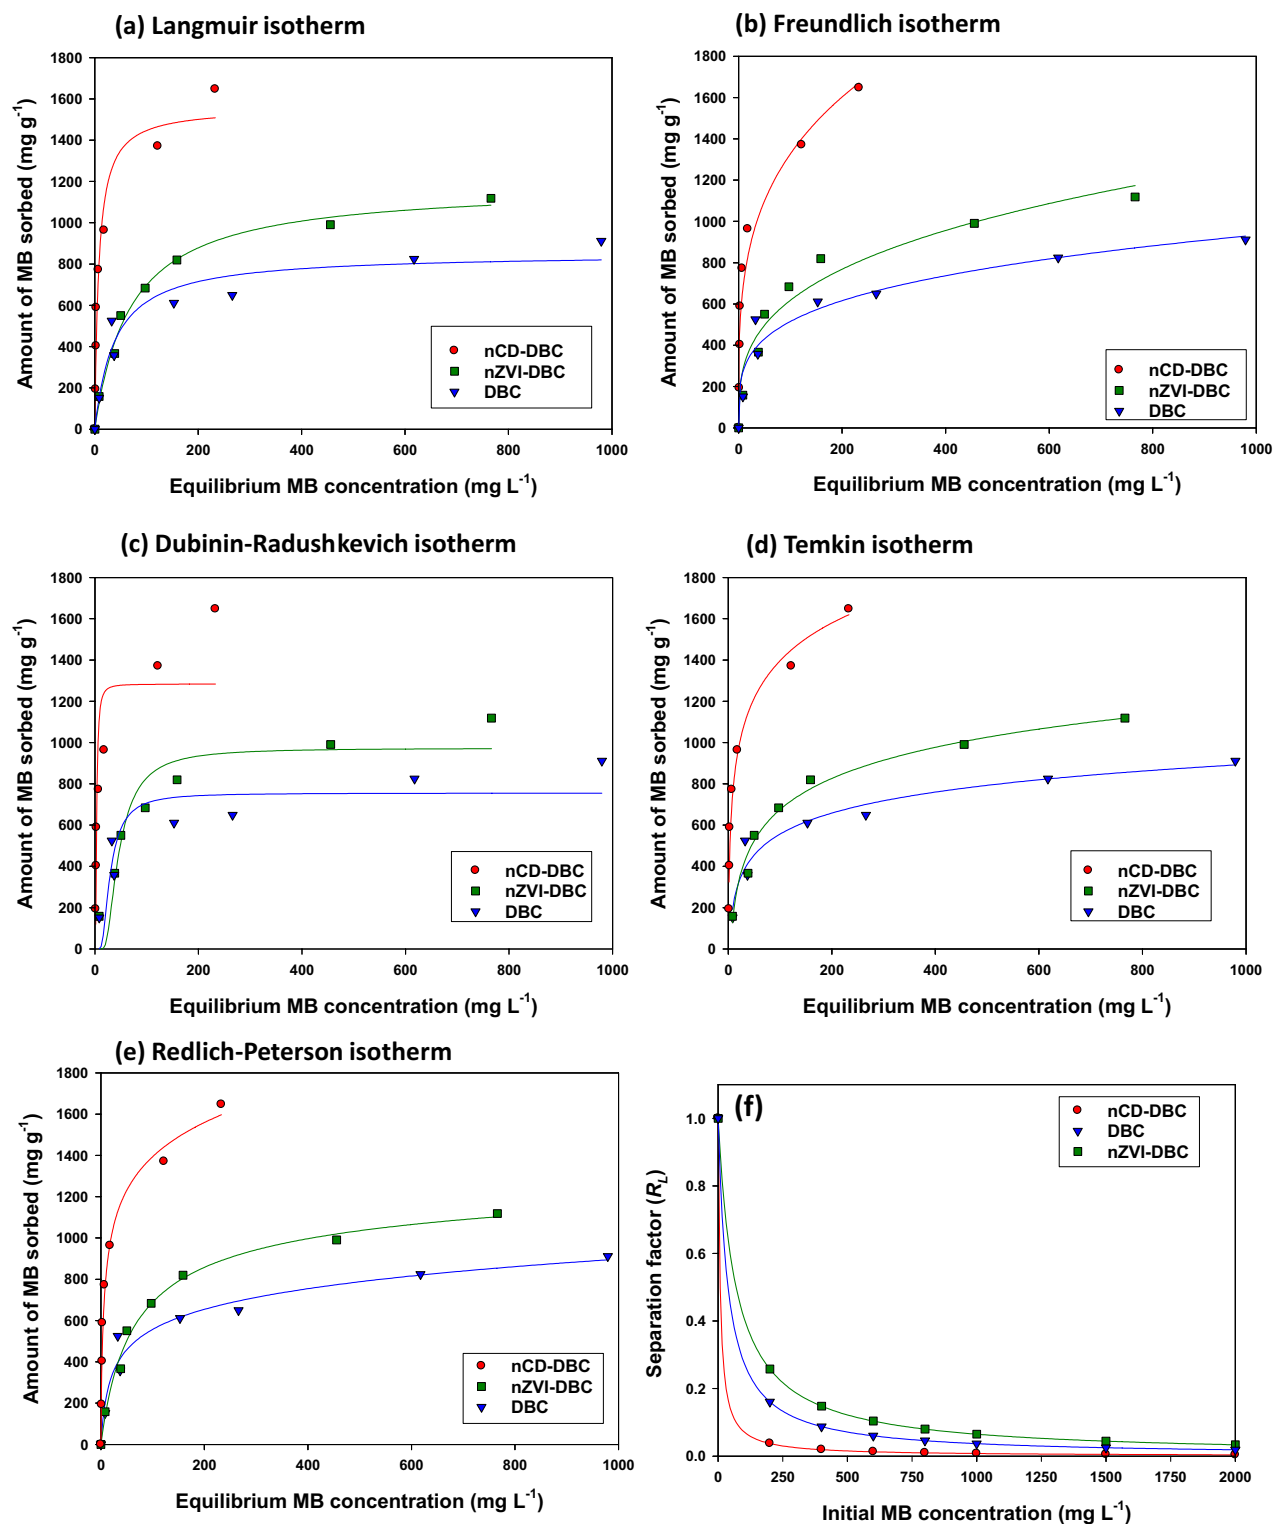 (a) Langmuir isotherm
Amount of MB sorbed (mg g⁻¹)
1800
1600
1400
1200
1000
800
600
400
200
0
nCD-DBC
nZVI-DBC
DBC
0 200 400 600 800 1000
Equilibrium MB concentration (mg L⁻¹)
(b) Freundlich isotherm
Amount of MB sorbed (mg g⁻¹)
1800
1600
1400
1200
1000
800
600
400
200
0
nCD-DBC
nZVI-DBC
DBC
0 200 400 600 800 1000
Equilibrium MB concentration (mg L⁻¹)
(c) Dubinin-Radushkevich isotherm
Amount of MB sorbed (mg g⁻¹)
1800
1600
1400
1200
1000
800
600
400
200
0
nCD-DBC
nZVI-DBC
DBC
0 200 400 600 800 1000
Equilibrium MB concentration (mg L⁻¹)
(d) Temkin isotherm
Amount of MB sorbed (mg g⁻¹)
1800
1600
1400
1200
1000
800
600
400
200
0
nCD-DBC
nZVI-DBC
DBC
0 200 400 600 800 1000
Equilibrium MB concentration (mg L⁻¹)
(e) Redlich-Peterson isotherm
Amount of MB sorbed (mg g⁻¹)
1800
1600
1400
1200
1000
800
600
400
200
0
nCD-DBC
nZVI-DBC
DBC
0 200 400 600 800 1000
Equilibrium MB concentration (mg L⁻¹)
(f)
Separation factor (R_L)
1.0
0.8
0.6
0.4
0.2
0.0
nCD-DBC
DBC
nZVI-DBC
0 250 500 750 1000 1250 1500 1750 2000
Initial MB concentration (mg L⁻¹)